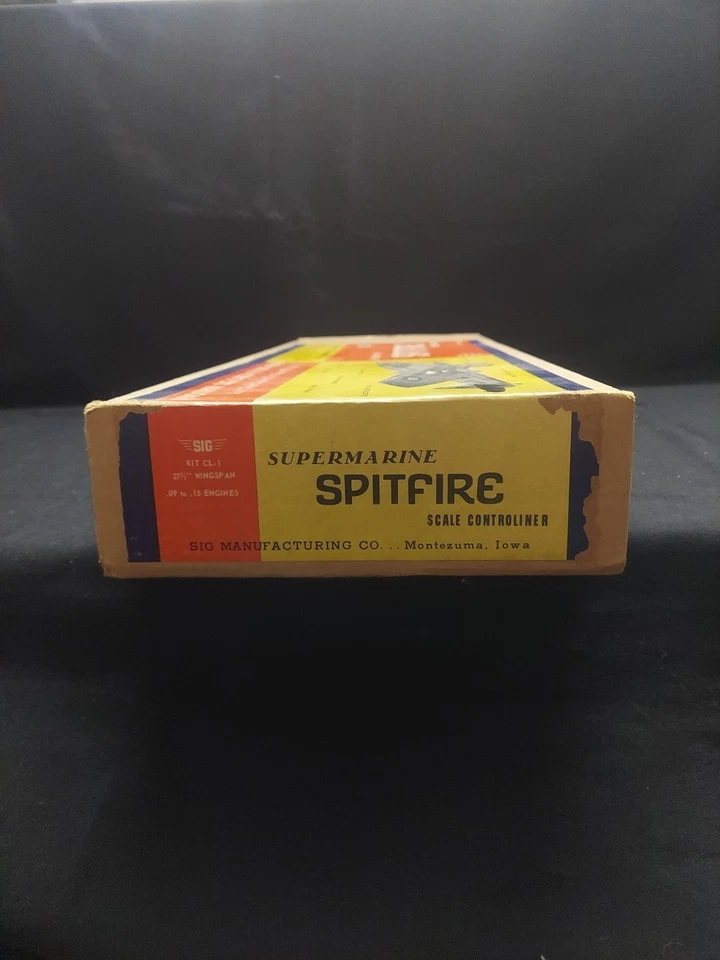 SIG
KIT CL-1
27½" WINGSPAN
.09 to .15 ENGINES
SUPERMARINE
SPITFIRE
SCALE CONTROLINER
SIG MANUFACTURING CO. . . Montezuma, Iowa